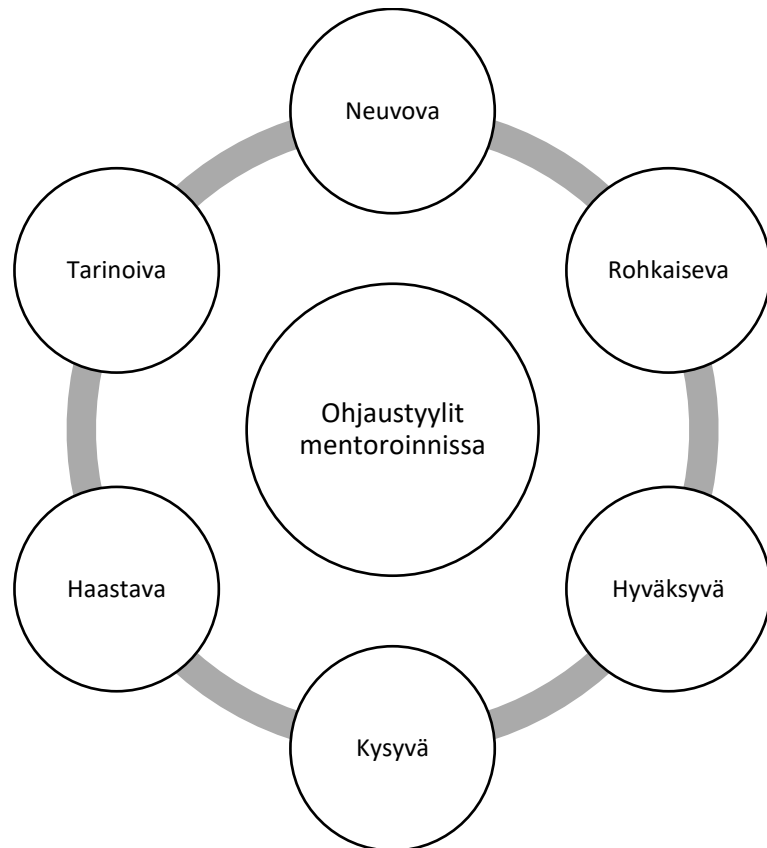 Neuvova
Tarinoiva
Rohkaiseva
Ohjaustyylit
mentoroinnissa
Haastava
Hyväksyvä
Kysyvä